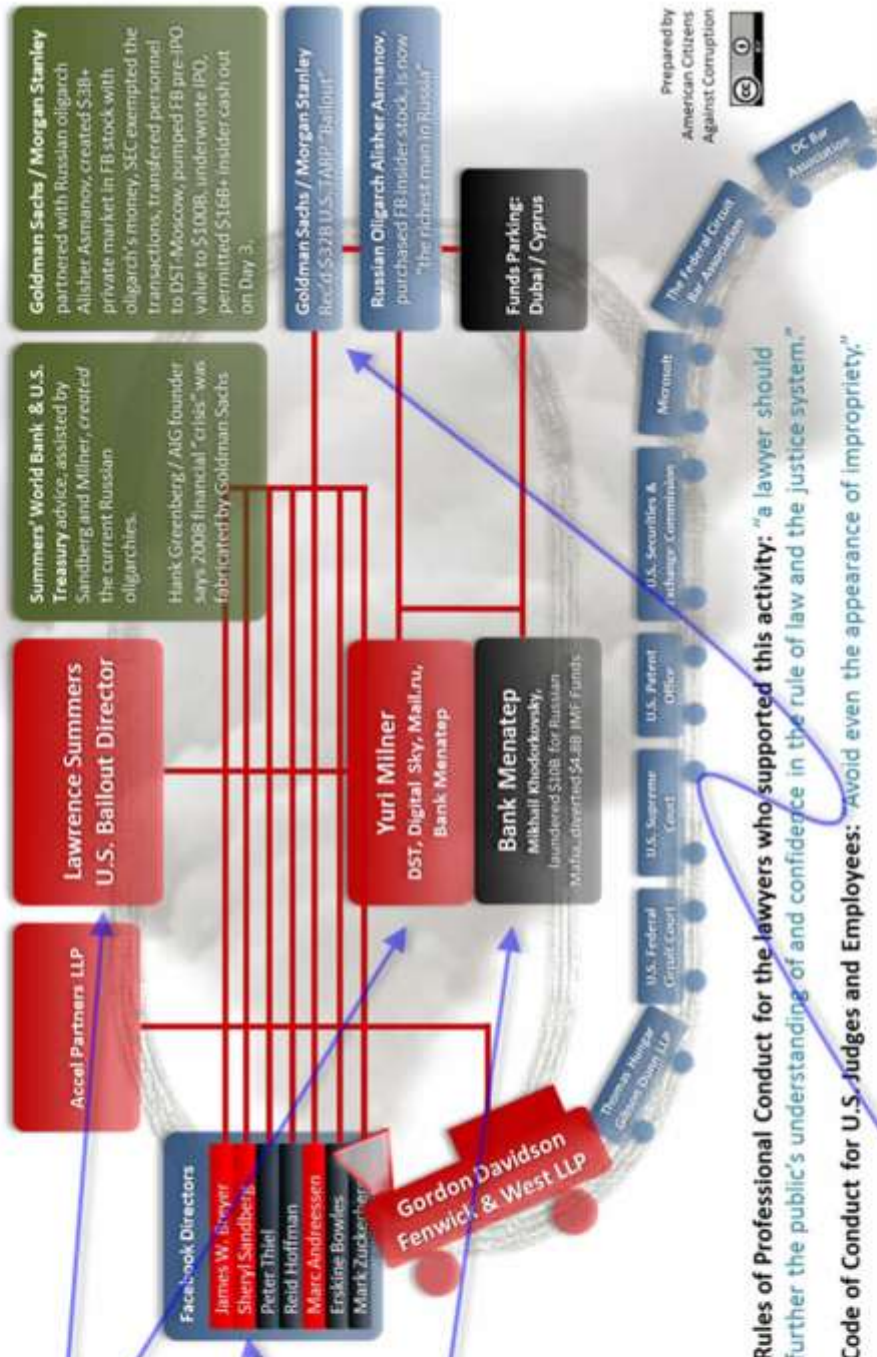 Facebook Directors
James W. Breyer
Sheryl Sandberg
Peter Thiel
Reid Hoffman
Marc Andreessen
Erskine Bowles
Mark Zuckerberg
Accel Partners LLP
Lawrence Summers
U.S. Bailout Director
Summers' World Bank & U.S.
Treasury advice, assisted by
Sandberg and Milner, created
the current Russian
oligarchies.
Hank Greenberg / AIG founder
says 2008 financial "crisis" was
fabricated by Goldman Sachs
Goldman Sachs / Morgan Stanley
partnered with Russian oligarch
Alisher Asmanov, created $3B+
private market in FB stock with
oligarch's money, SEC exempted the
transactions, transfered personnel
to DST-Moscow, pumped FB pre-IPO
value to $100B, underwrote IPO,
permitted $16B+ insider cash out
on Day 3.
Goldman Sachs / Morgan Stanley
Rec'd $32B U.S. TARP "Bailout"
Russian Oligarch Alisher Asmanov,
purchased FB insider stock, is now
"the richest man in Russia"
Funds Parking:
Dubai / Cyprus
Yuri Milner
DST, Digital Sky, Mail.ru,
Bank Menatep
Bank Menatep
Mikhail Khodorkovsky,
laundered $10B for Russian
Mafia, diverted $4.8B IMF Funds
Gordon Davidson
Fenwick & West LLP
Thomas Hungar
Gibson Dunn LLP
U.S. Federal
Circuit Court
U.S. Supreme
Court
U.S. Patent
Office
U.S. Securities &
Exchange Commission
Microsoft
The Federal Circuit
Bar Association
DC Bar
Association
Prepared by
American Citizens
Against Corruption
cc
BY
Rules of Professional Conduct for the lawyers who supported this activity: "a lawyer should
further the public's understanding of and confidence in the rule of law and the justice system."
Code of Conduct for U.S. Judges and Employees: "Avoid even the appearance of impropriety."